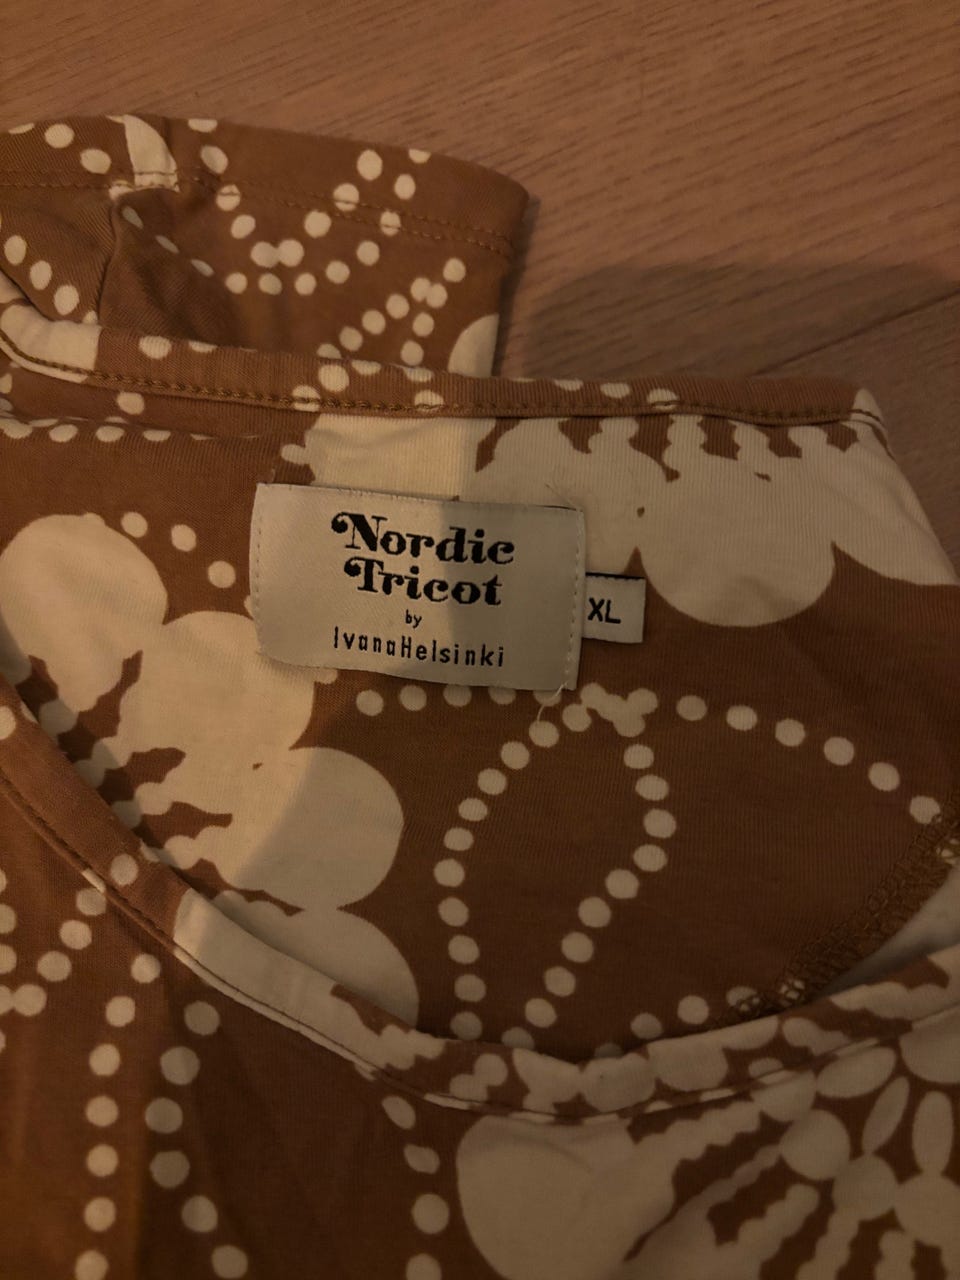 Nordic
Tricot
by
IvanaHelsinki
XL